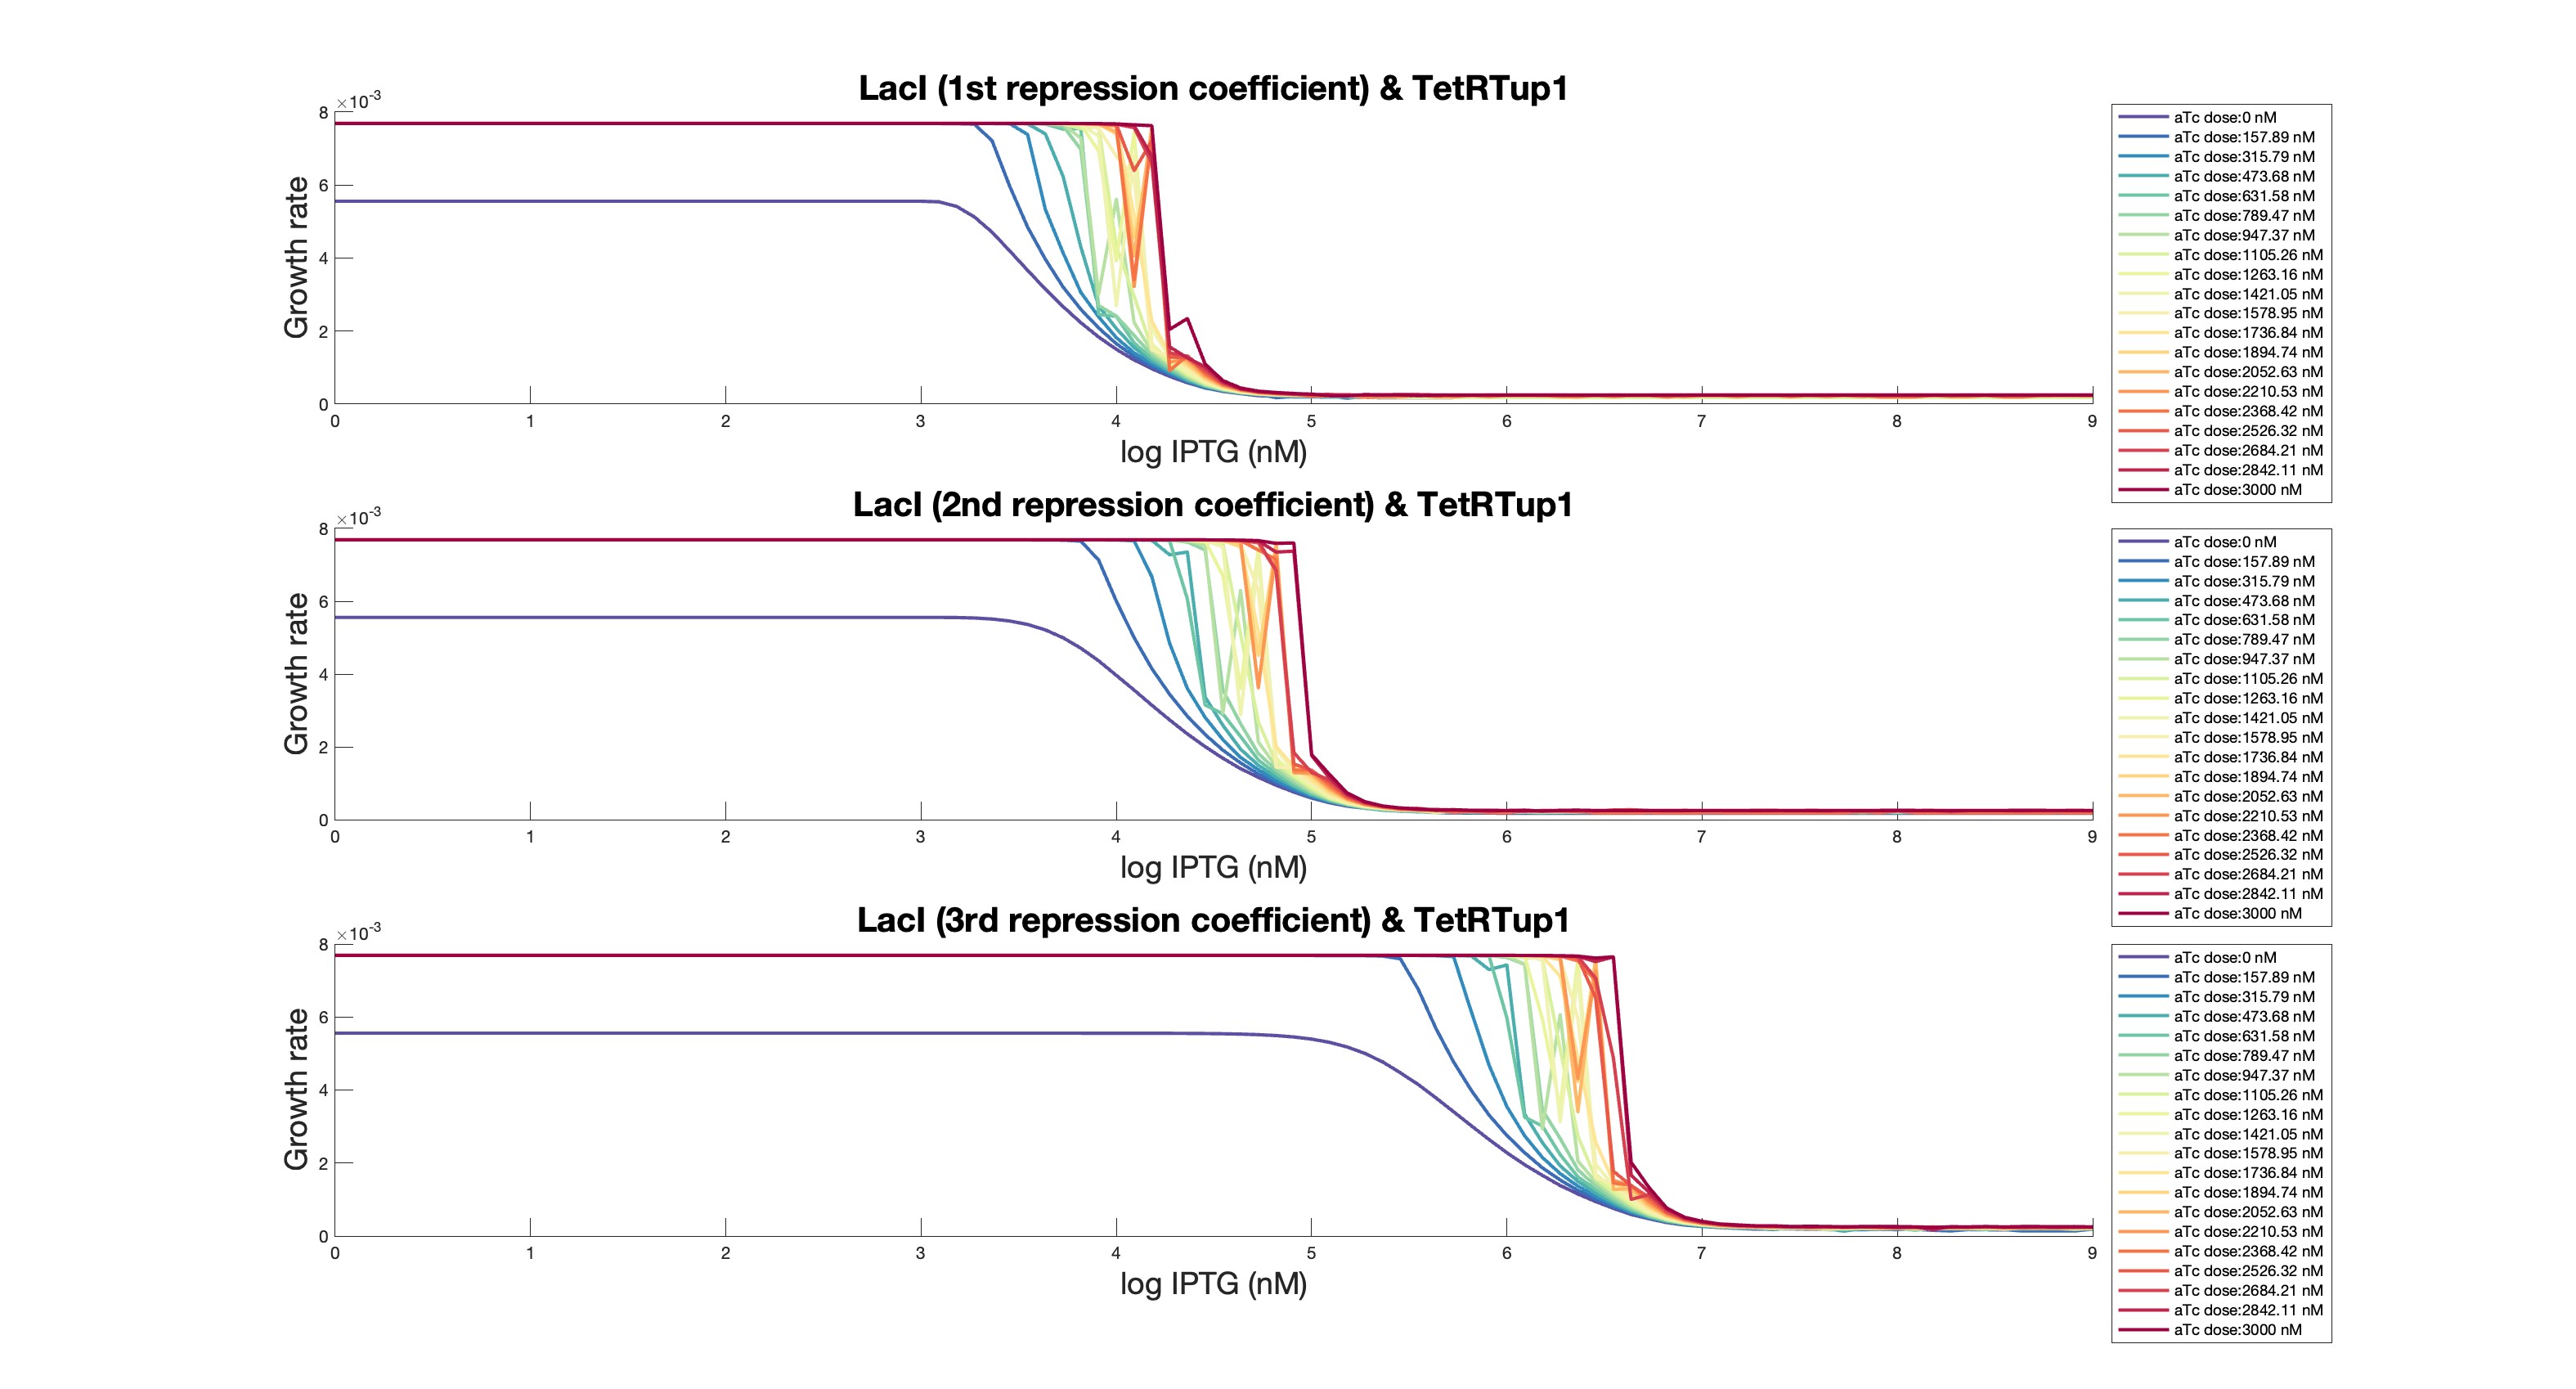 LacI (1st repression coefficient) & TetRTup1
×10-3
8
6
4
2
0
Growth rate
0 1 2 3 4 5 6 7 8 9
log IPTG (nM)
aTc dose:0 nM
aTc dose:157.89 nM
aTc dose:315.79 nM
aTc dose:473.68 nM
aTc dose:631.58 nM
aTc dose:789.47 nM
aTc dose:947.37 nM
aTc dose:1105.26 nM
aTc dose:1263.16 nM
aTc dose:1421.05 nM
aTc dose:1578.95 nM
aTc dose:1736.84 nM
aTc dose:1894.74 nM
aTc dose:2052.63 nM
aTc dose:2210.53 nM
aTc dose:2368.42 nM
aTc dose:2526.32 nM
aTc dose:2684.21 nM
aTc dose:2842.11 nM
aTc dose:3000 nM
LacI (2nd repression coefficient) & TetRTup1
×10-3
8
6
4
2
0
Growth rate
0 1 2 3 4 5 6 7 8 9
log IPTG (nM)
aTc dose:0 nM
aTc dose:157.89 nM
aTc dose:315.79 nM
aTc dose:473.68 nM
aTc dose:631.58 nM
aTc dose:789.47 nM
aTc dose:947.37 nM
aTc dose:1105.26 nM
aTc dose:1263.16 nM
aTc dose:1421.05 nM
aTc dose:1578.95 nM
aTc dose:1736.84 nM
aTc dose:1894.74 nM
aTc dose:2052.63 nM
aTc dose:2210.53 nM
aTc dose:2368.42 nM
aTc dose:2526.32 nM
aTc dose:2684.21 nM
aTc dose:2842.11 nM
aTc dose:3000 nM
LacI (3rd repression coefficient) & TetRTup1
×10-3
8
6
4
2
0
Growth rate
0 1 2 3 4 5 6 7 8 9
log IPTG (nM)
aTc dose:0 nM
aTc dose:157.89 nM
aTc dose:315.79 nM
aTc dose:473.68 nM
aTc dose:631.58 nM
aTc dose:789.47 nM
aTc dose:947.37 nM
aTc dose:1105.26 nM
aTc dose:1263.16 nM
aTc dose:1421.05 nM
aTc dose:1578.95 nM
aTc dose:1736.84 nM
aTc dose:1894.74 nM
aTc dose:2052.63 nM
aTc dose:2210.53 nM
aTc dose:2368.42 nM
aTc dose:2526.32 nM
aTc dose:2684.21 nM
aTc dose:2842.11 nM
aTc dose:3000 nM